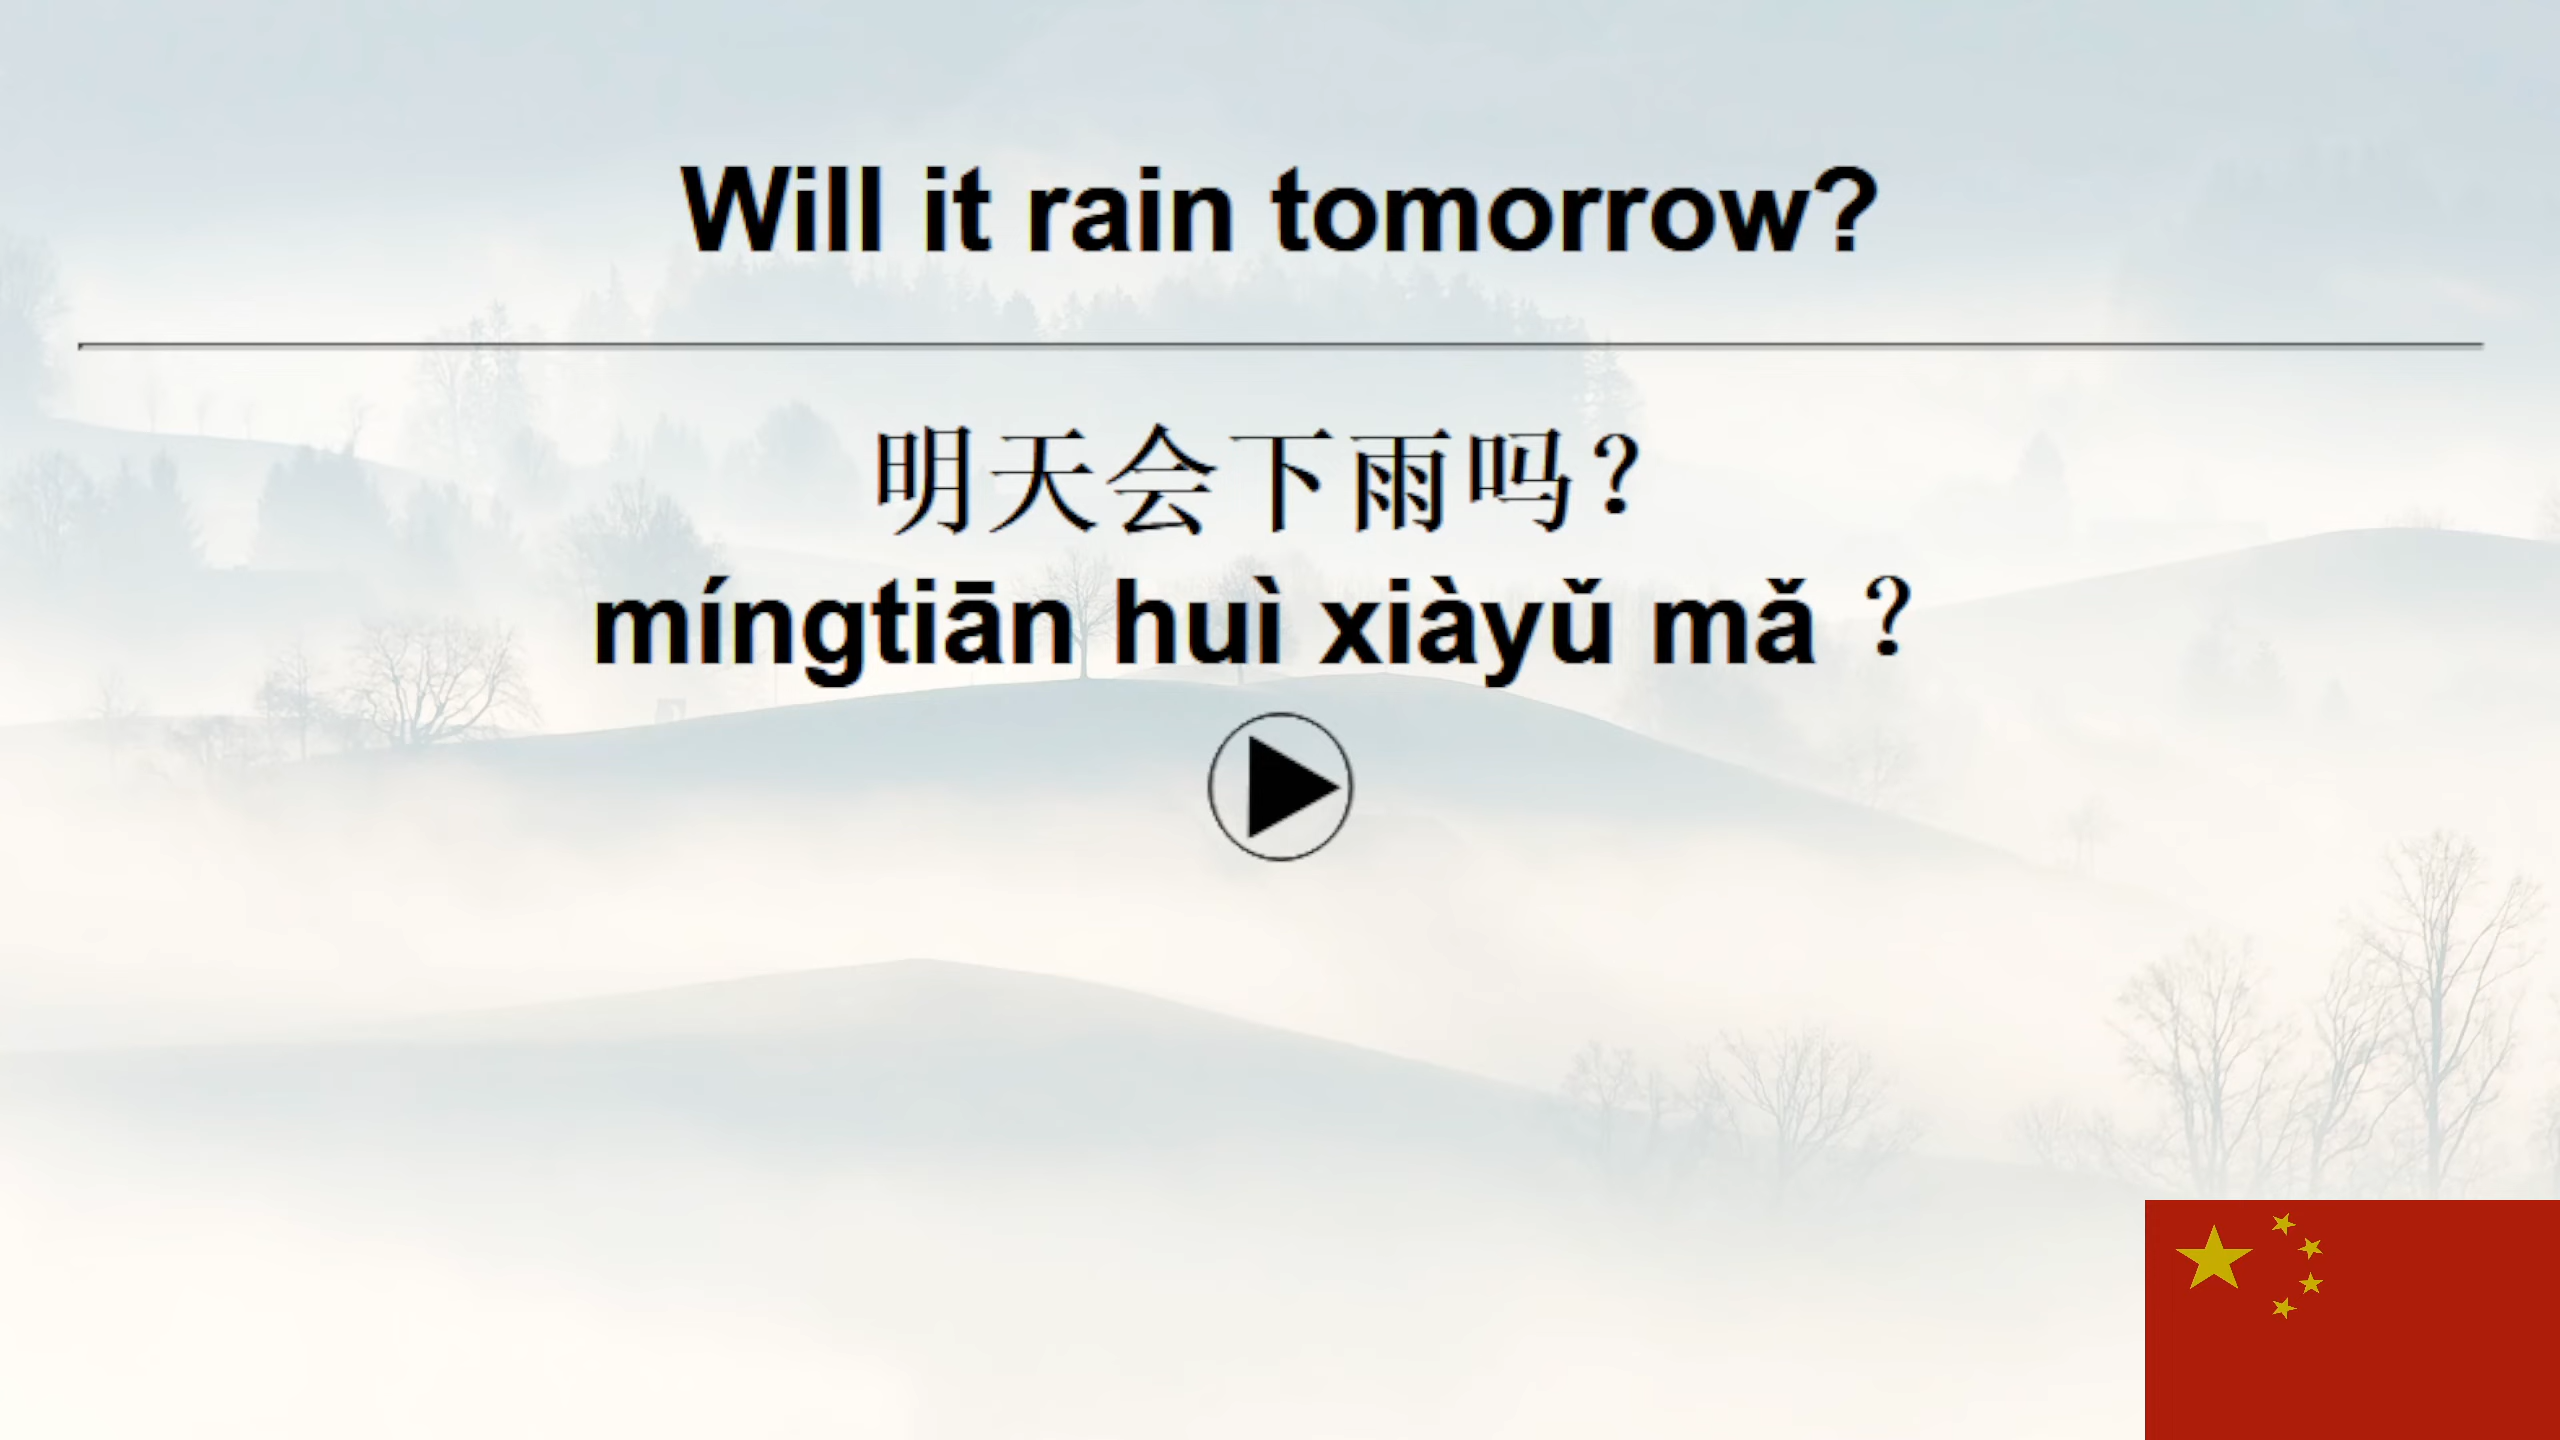 Will it rain tomorrow?
明天会下雨吗？
míngtiān huì xiàyǔ mǎ？